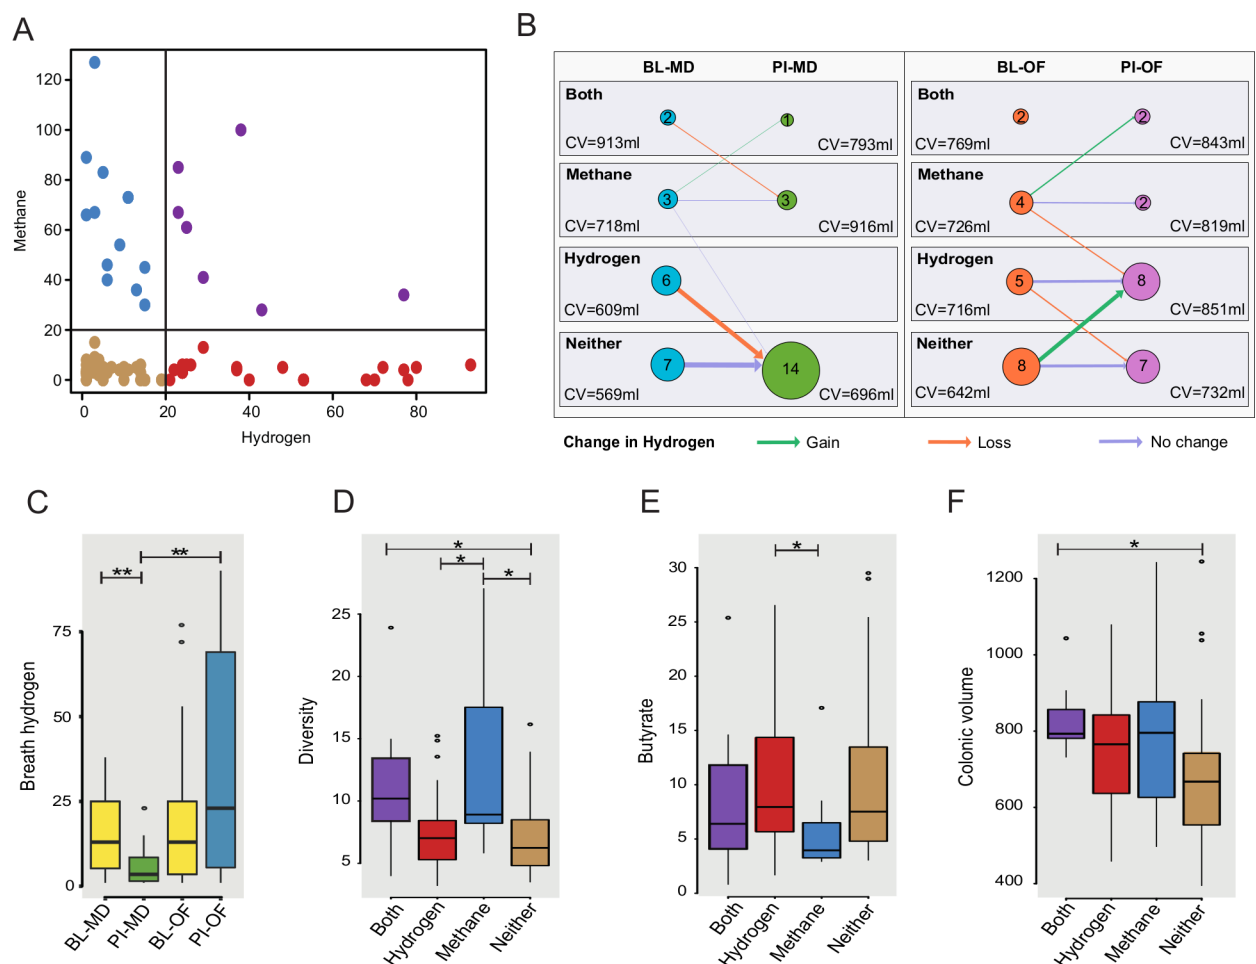 A
120
100
80
60
40
20
0
Methane
0 20 40 60 80
Hydrogen
B
BL-MD PI-MD BL-OF PI-OF
Both
2 1
CV=913ml CV=793ml
Methane
3 3
CV=718ml CV=916ml
Hydrogen
6
CV=609ml
Neither
7 14
CV=569ml CV=696ml
Both
2 2
CV=769ml CV=843ml
Methane
4 2
CV=726ml CV=819ml
Hydrogen
5 8
CV=716ml CV=851ml
Neither
8 7
CV=642ml CV=732ml
Change in Hydrogen Gain Loss No change
C
** **
75
50
25
0
Breath hydrogen
BL-MD PI-MD BL-OF PI-OF
D
*
* *
25
20
15
10
5
Diversity
Both Hydrogen Methane Neither
E
*
30
25
20
15
10
5
0
Butyrate
Both Hydrogen Methane Neither
F
*
1200
1000
800
600
400
Colonic volume
Both Hydrogen Methane Neither